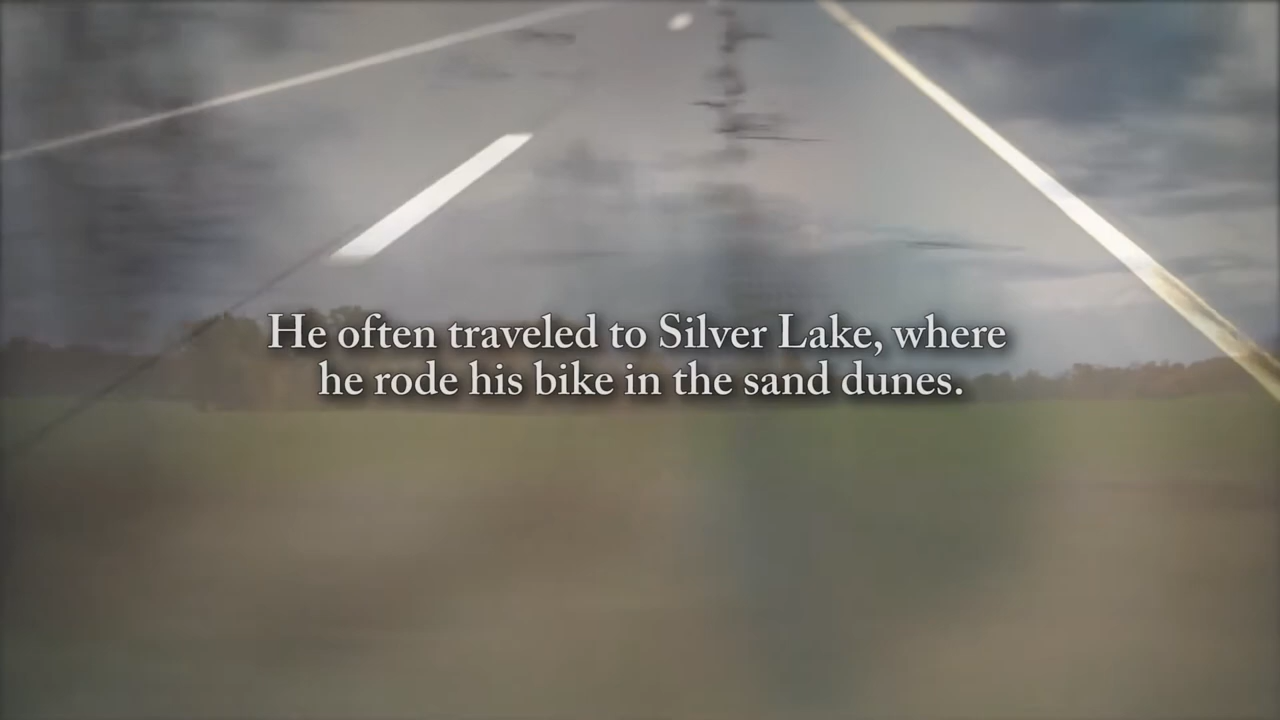 He often traveled to Silver Lake, where
he rode his bike in the sand dunes.